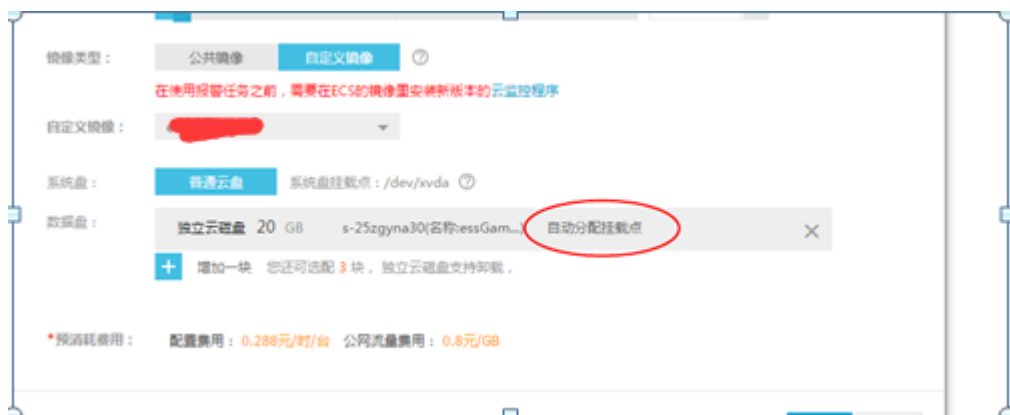 镜像类型： 公共镜像 自定义镜像 ?
在使用报警任务之前，需要在ECS的镜像里安装新版本的云监控程序
自定义镜像：
系统盘： 普通云盘 系统盘挂载点：/dev/xvda ?
数据盘： 独立云磁盘 20 GB s-25zgyna30(名称:essGam...) 自动分配挂载点 ×
+ 增加一块 您还可选配 3 块，独立云磁盘支持卸载，
*预消耗费用： 配置费用：0.288元/时/台 公网流量费用：0.8元/GB